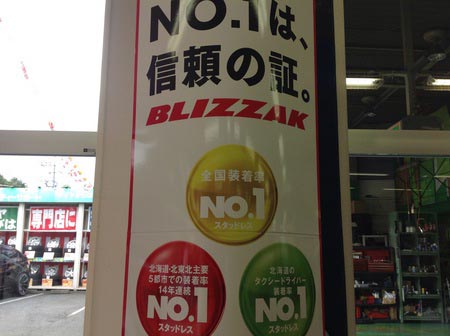 NO.1は、
信頼の証。
BLIZZAK
全国装着率
NO.1
スタッドレス
北海道・北東北主要
5都市での装着率
14年連続
NO.1
スタッドレス
北海道の
タクシードライバー
装着率
NO.1
スタッドレス
専門店に